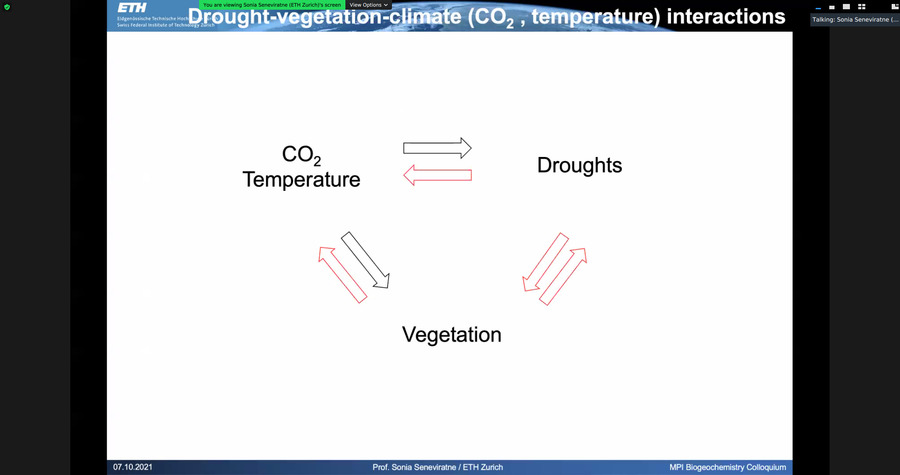 ETH
Eidgenössische Technische Hochschule Zürich
Swiss Federal Institute of Technology Zurich
You are viewing Sonia Seneviratne (ETH Zurich)'s screen
View Options
Drought-vegetation-climate (CO₂ , temperature) interactions
Talking: Sonia Seneviratne (...
CO₂
Temperature
Droughts
Vegetation
07.10.2021
Prof. Sonia Seneviratne / ETH Zurich
MPI Biogeochemistry Colloquium